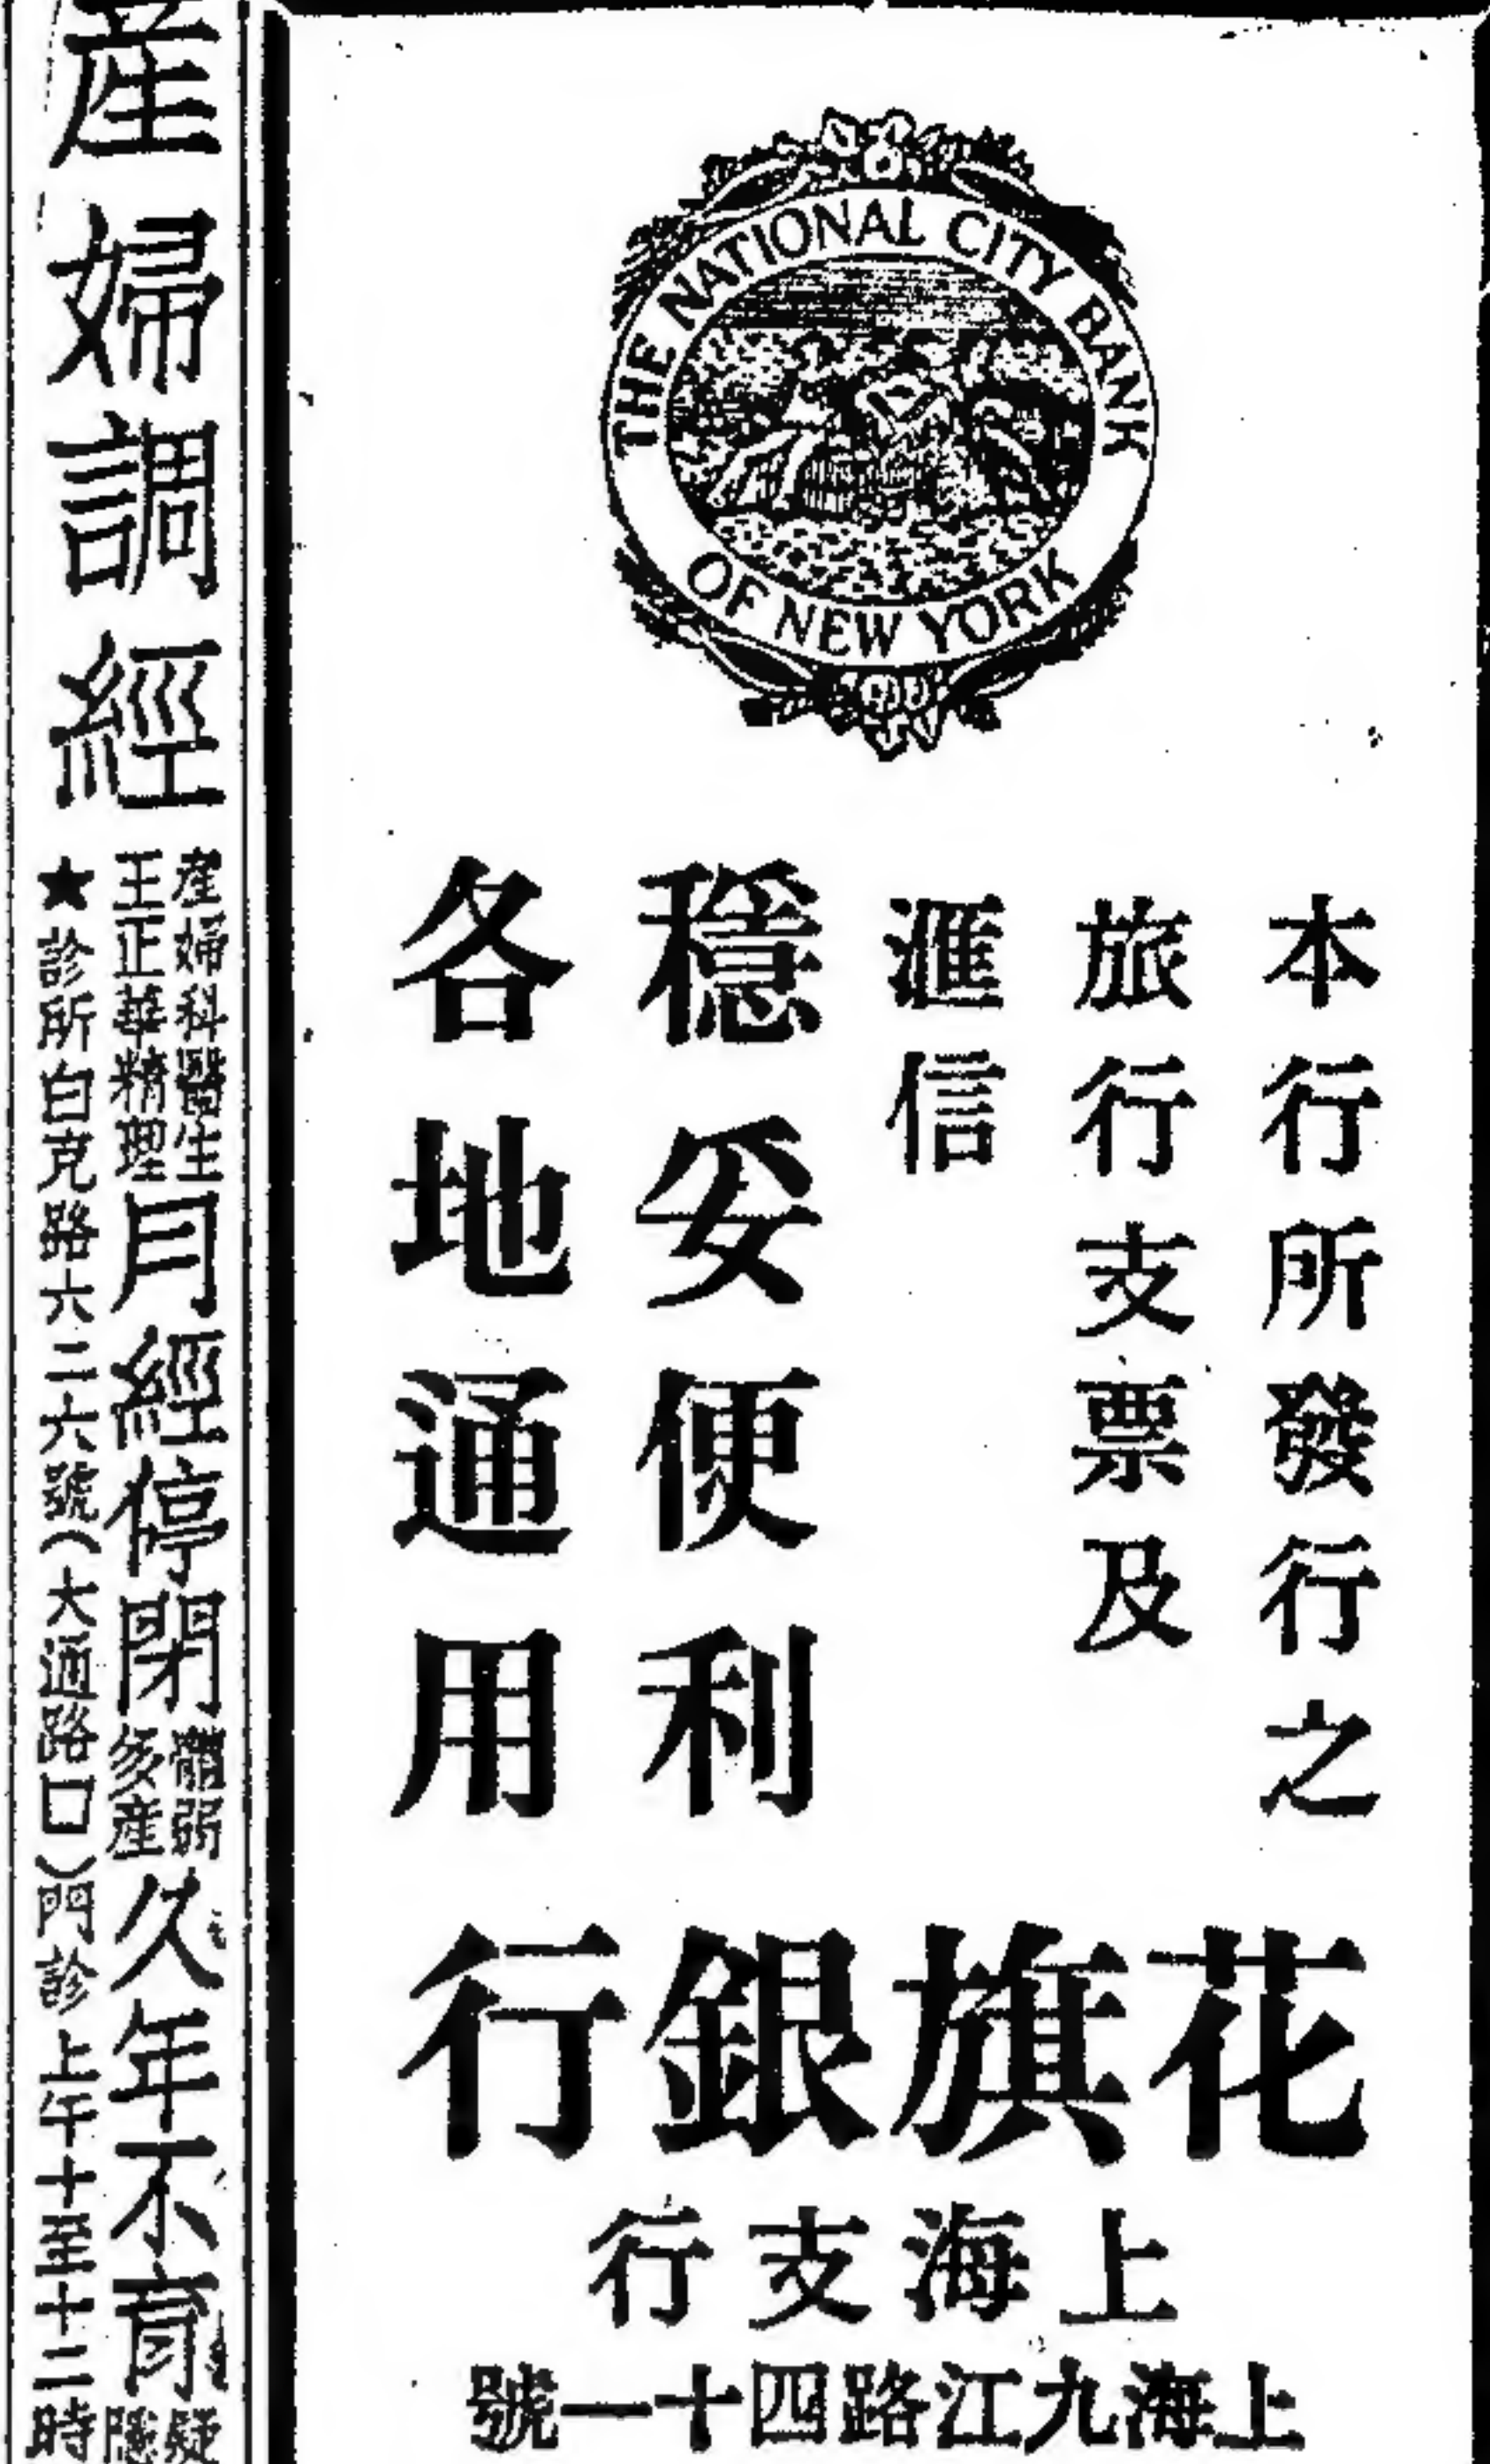 THE NATIONAL CITY BANK
OF NEW YORK
本行所發行之
旅行支票及
滙信
穩妥便利
各地通用
花旗銀行
上海支行
上海九江路四十一號
產婦調經
產婦科醫生
王正華精理
月經停閉
體弱
多產
久年不育
疑
★診所白克路六二六號(大通路口)門診上午十至十二時